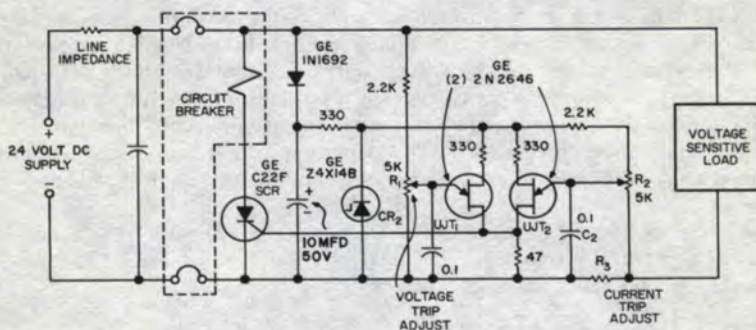 LINE
IMPEDANCE
+
24 VOLT DC
SUPPLY
−
CIRCUIT
BREAKER
GE
IN1692
GE
C22F
SCR
330
GE
Z4X14B
+
−
CR2
10MFD
50V
2.2K
5K
R1
0.1
VOLTAGE
TRIP
ADJUST
GE
(2) 2N2646
330
330
UJT1
UJT2
47
2.2K
0.1
C2
R2
5K
R3
CURRENT
TRIP
ADJUST
VOLTAGE
SENSITIVE
LOAD